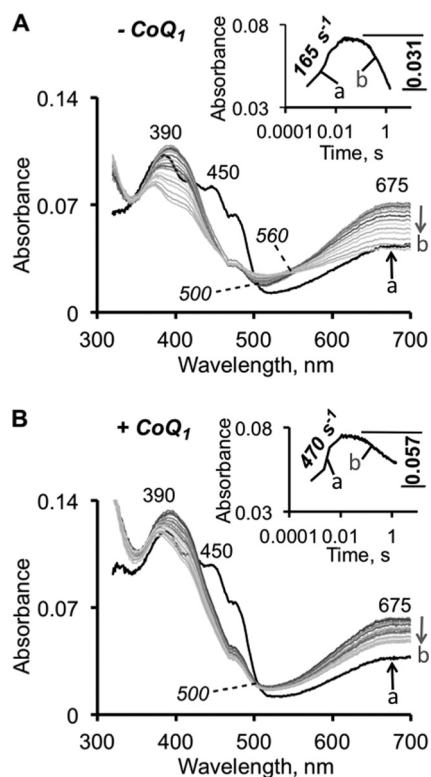 A
- CoQ₁
Absorbance
0.08
0.03
165 s⁻¹
a
b
0.031
0.0001 0.01 1
Time, s
Absorbance
0.14
0.07
0
390
450
500
560
675
b
a
300 400 500 600 700
Wavelength, nm
B
+ CoQ₁
Absorbance
0.08
0.03
470 s⁻¹
a
b
0.057
0.0001 0.01 1
Time, s
Absorbance
0.14
0.07
0
390
450
500
675
b
a
300 400 500 600 700
Wavelength, nm